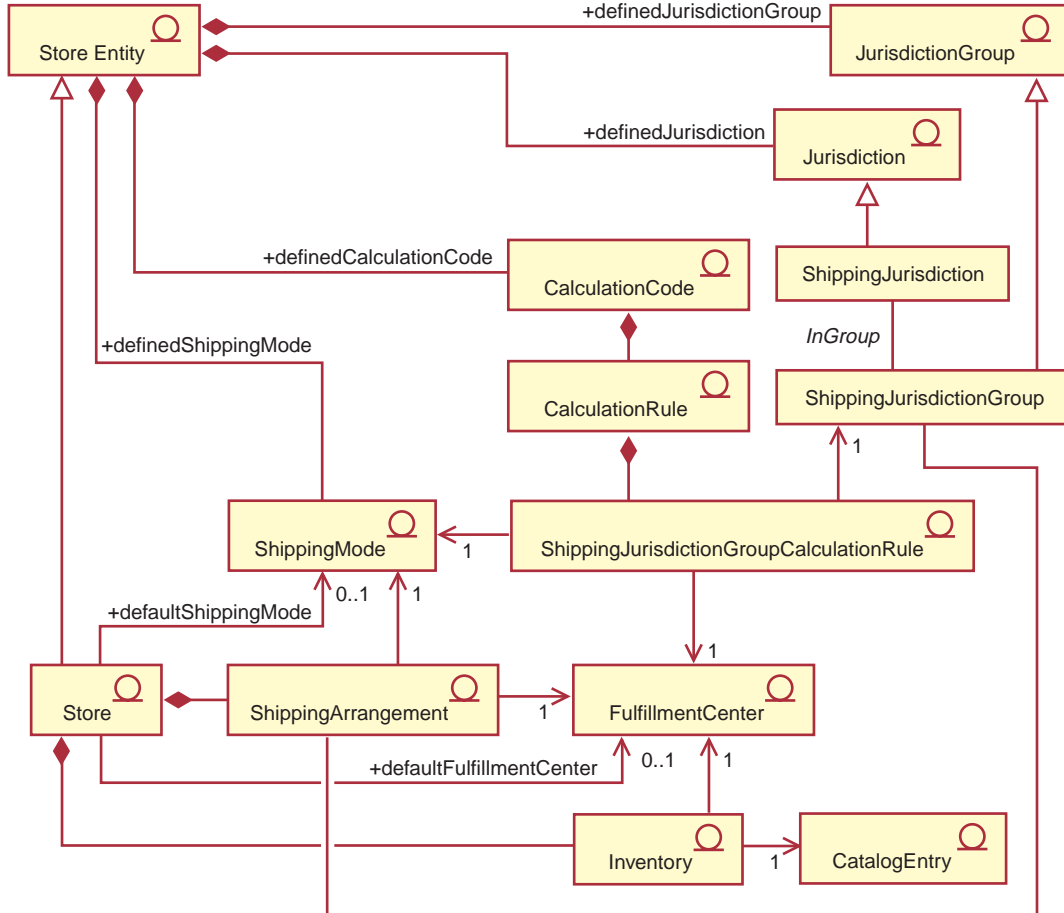 +definedJurisdictionGroup
Store Entity
JurisdictionGroup
+definedJurisdiction
Jurisdiction
+definedCalculationCode
ShippingJurisdiction
CalculationCode
InGroup
+definedShippingMode
CalculationRule
ShippingJurisdictionGroup
1
ShippingMode
1
ShippingJurisdictionGroupCalculationRule
0..1
1
+defaultShippingMode
1
Store
ShippingArrangement
1
FulfillmentCenter
+defaultFulfillmentCenter
0..1
1
Inventory
1
CatalogEntry